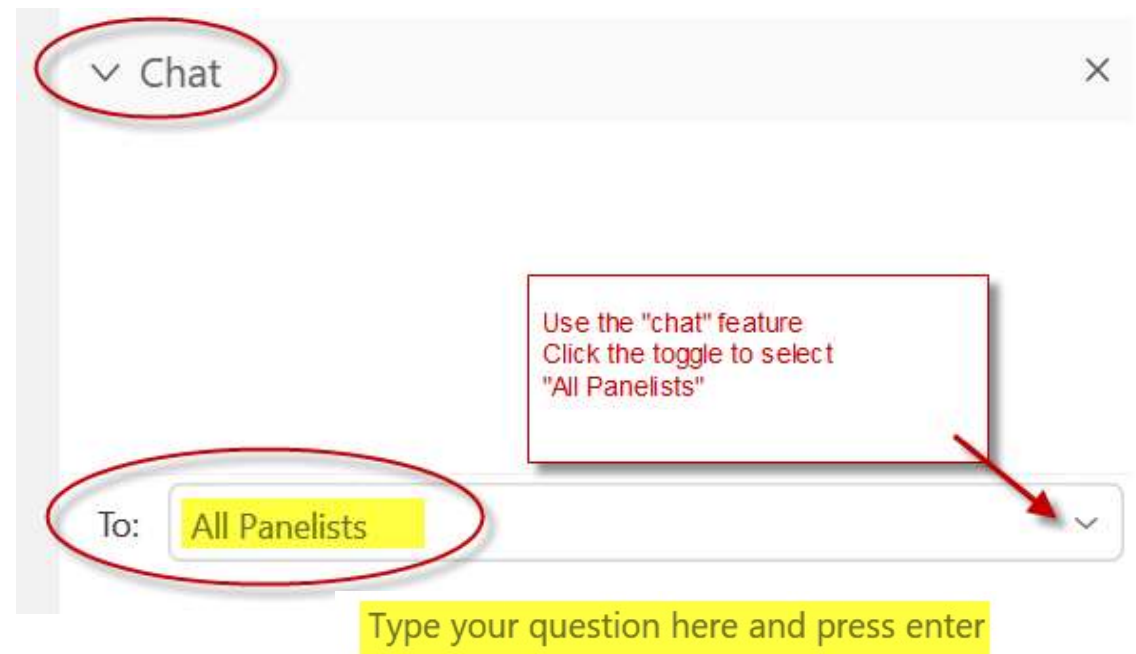 Chat
Use the "chat" feature
Click the toggle to select
"All Panelists"
To: All Panelists
Type your question here and press enter